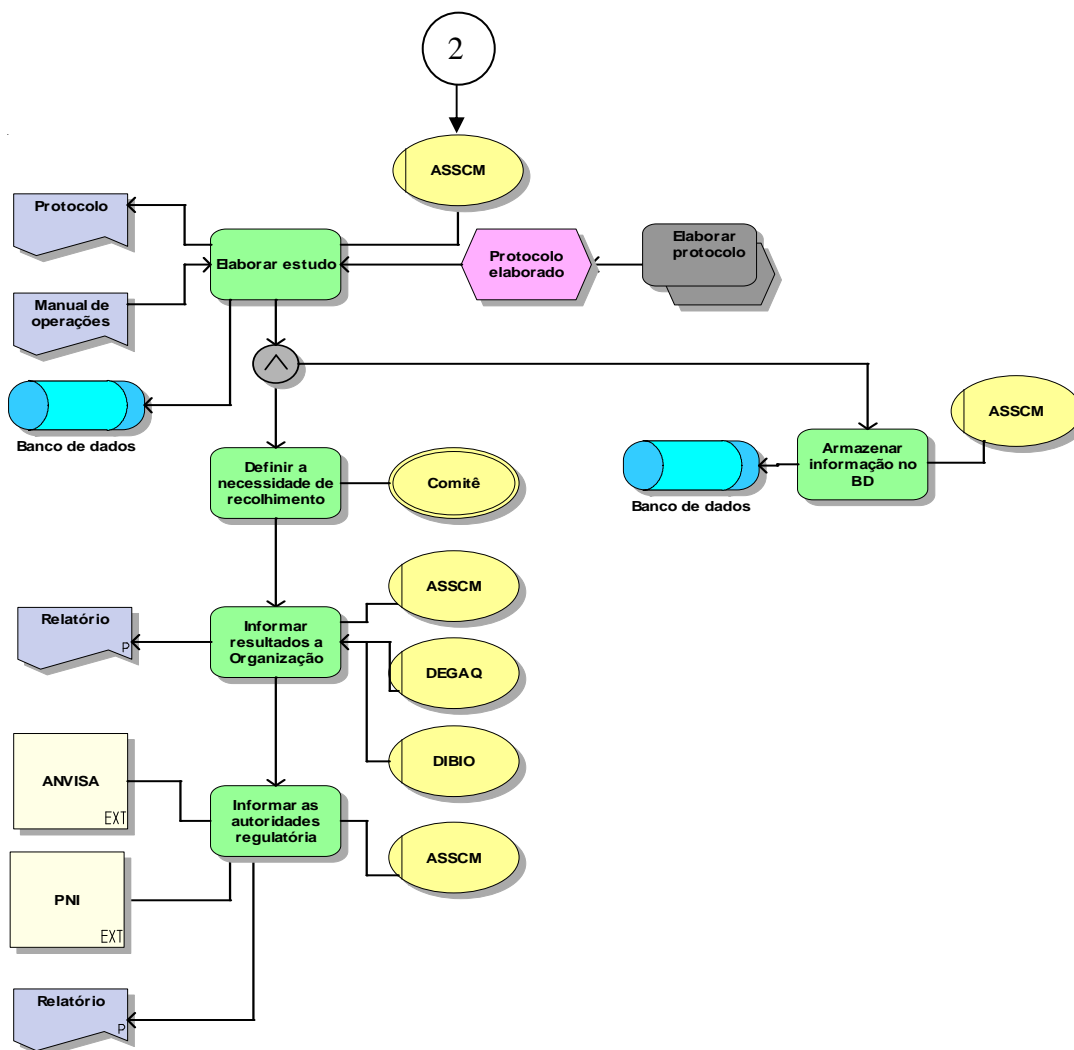 2
ASSCM
Protocolo
Elaborar estudo
Protocolo
elaborado
Elaborar
protocolo
Manual de
operações
Banco de dados
ASSCM
Armazenar
informação no
BD
Banco de dados
Definir a
necessidade de
recolhimento
Comitê
ASSCM
Relatório
P
Informar
resultados a
Organização
DEGAQ
DIBIO
ANVISA
EXT
Informar as
autoridades
regulatória
ASSCM
PNI
EXT
Relatório
P